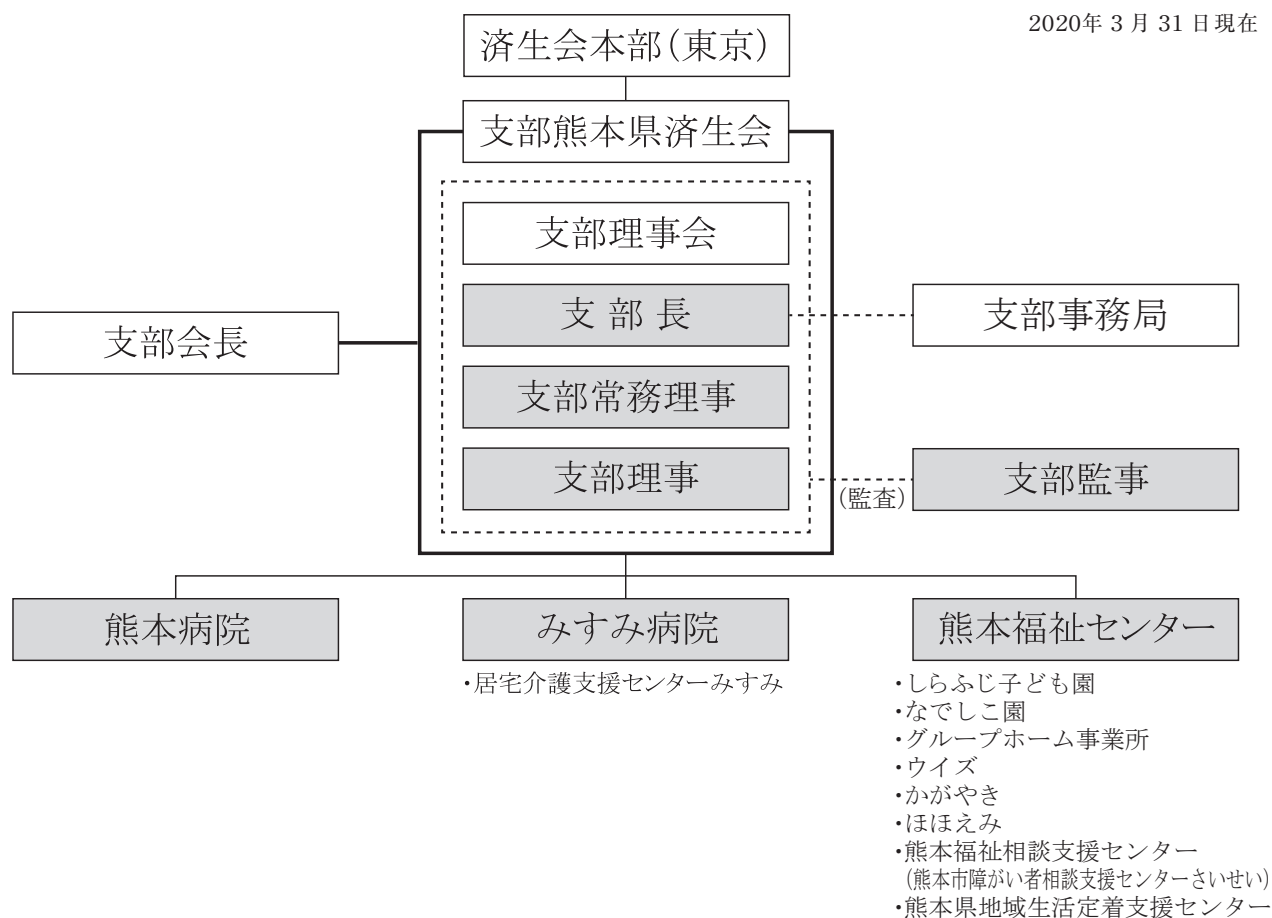 2020年 3 月 31 日現在
済生会本部(東京)
支部熊本県済生会
支部理事会
支 部 長
支部事務局
支部会長
支部常務理事
支部理事
支部監事
(監査)
熊本病院
みすみ病院
熊本福祉センター
・居宅介護支援センターみすみ
・しらふじ子ども園
・なでしこ園
・グループホーム事業所
・ウイズ
・かがやき
・ほほえみ
・熊本福祉相談支援センター
(熊本市障がい者相談支援センターさいせい)
・熊本県地域生活定着支援センター